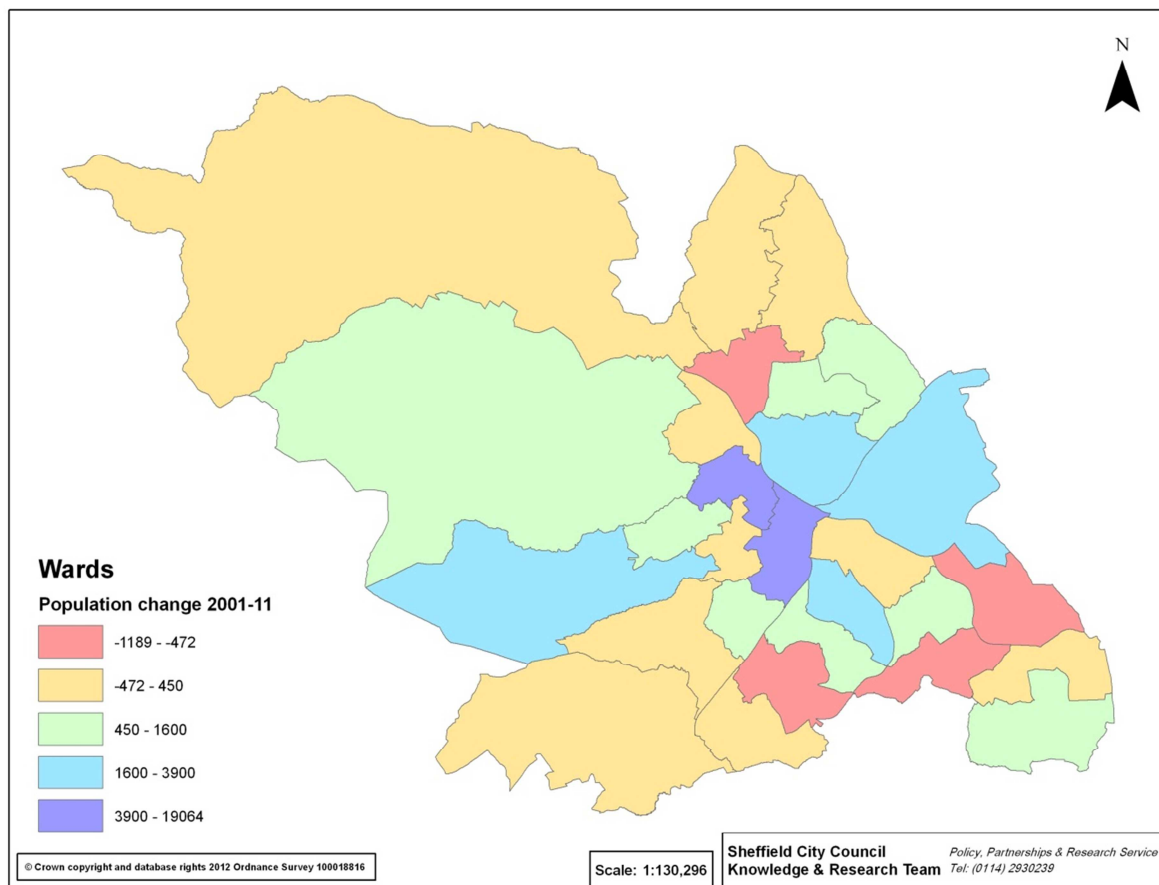 N
Wards
Population change 2001-11
-1189 - -472
-472 - 450
450 - 1600
1600 - 3900
3900 - 19064
© Crown copyright and database rights 2012 Ordnance Survey 100018816
Scale: 1:130,296
Sheffield City Council
Knowledge & Research Team
Policy, Partnerships & Research Service
Tel: (0114) 2930239